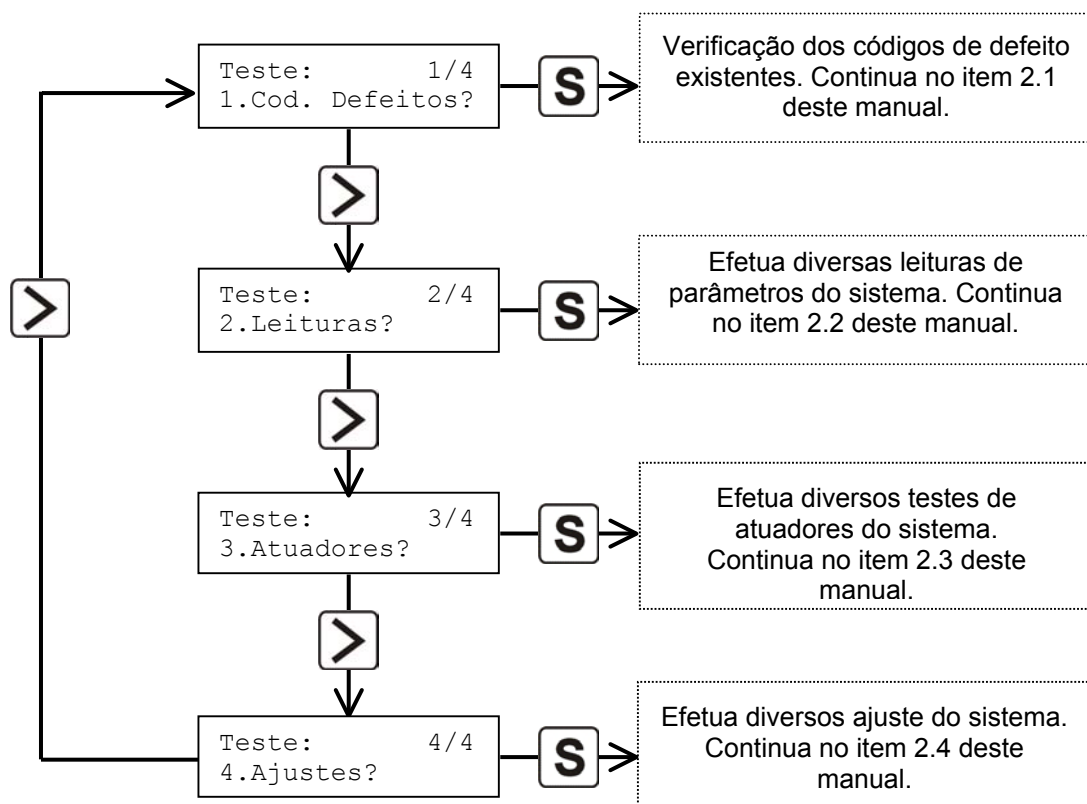 Teste: 1/4
1.Cod. Defeitos?
S
Verificação dos códigos de defeito
existentes. Continua no item 2.1
deste manual.
>
>
Teste: 2/4
2.Leituras?
S
Efetua diversas leituras de
parâmetros do sistema. Continua
no item 2.2 deste manual.
>
Teste: 3/4
3.Atuadores?
S
Efetua diversos testes de
atuadores do sistema.
Continua no item 2.3 deste
manual.
>
Teste: 4/4
4.Ajustes?
S
Efetua diversos ajuste do sistema.
Continua no item 2.4 deste
manual.